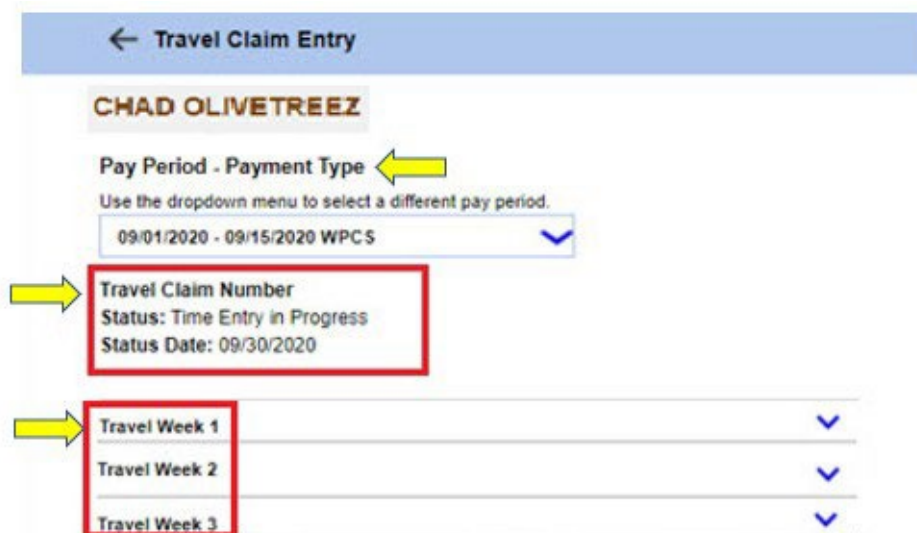 Travel Claim Entry
CHAD OLIVETREEZ
Pay Period - Payment Type
Use the dropdown menu to select a different pay period.
09/01/2020 - 09/15/2020 WPCS
Travel Claim Number
Status: Time Entry in Progress
Status Date: 09/30/2020
Travel Week 1
Travel Week 2
Travel Week 3